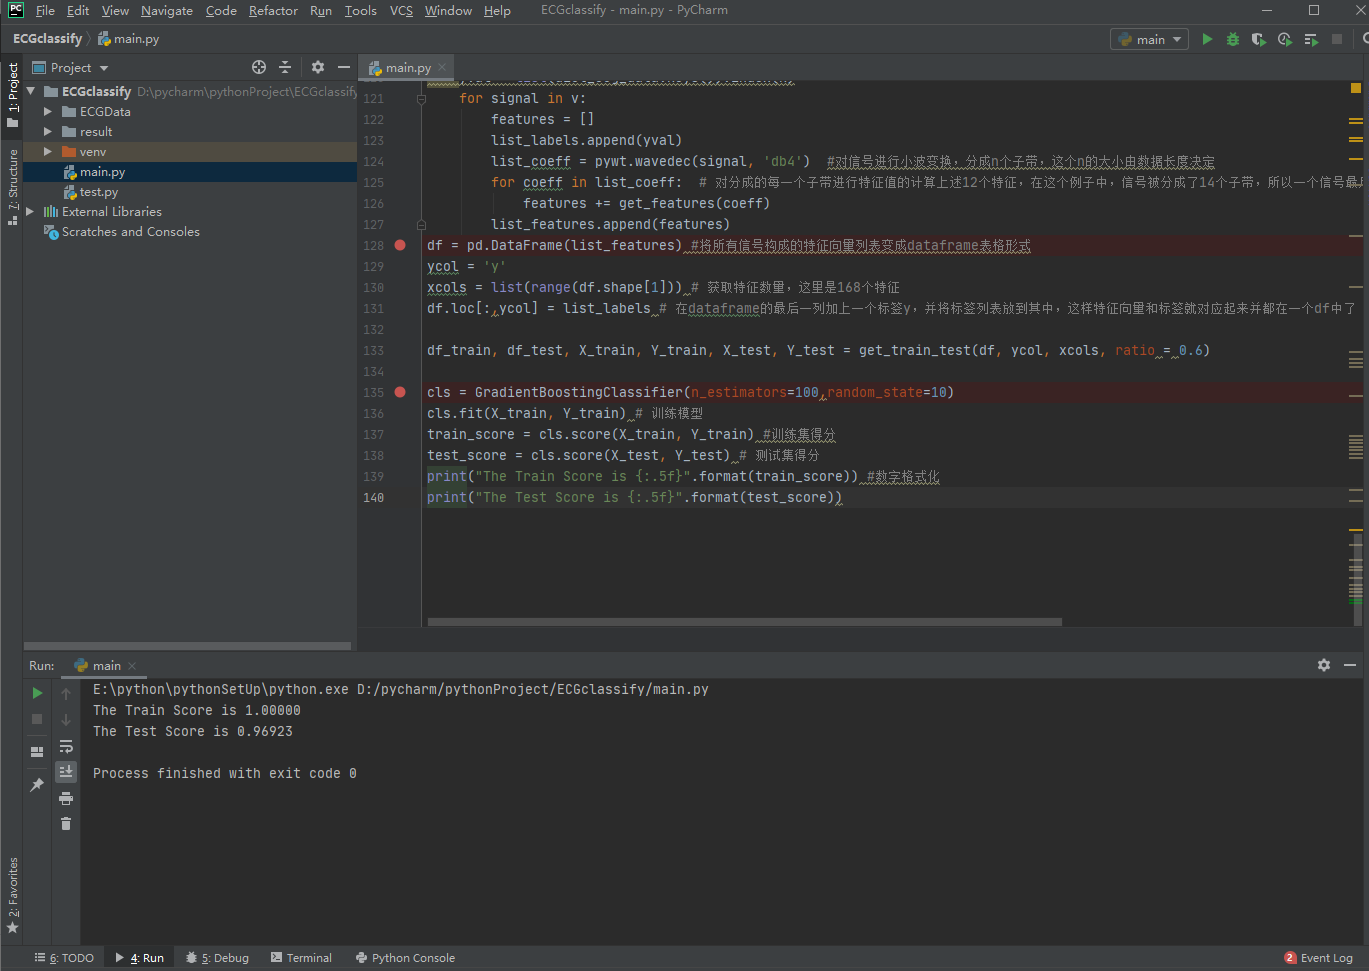 PC File Edit View Navigate Code Refactor Run Tools VCS Window Help ECGclassify - main.py - PyCharm
ECGclassify main.py main
1: Project
7: Structure
2: Favorites
Project
ECGclassify D:\pycharm\pythonProject\ECGclassify
ECGData
result
venv
main.py
test.py
External Libraries
Scratches and Consoles
main.py
121 for signal in v:
122 features = []
123 list_labels.append(yval)
124 list_coeff = pywt.wavedec(signal, 'db4') #对信号进行小波变换，分成n个子带，这个n的大小由数据长度决定
125 for coeff in list_coeff: # 对分成的每一个子带进行特征值的计算上述12个特征，在这个例子中，信号被分成了14个子带，所以一个信号最后
126 features += get_features(coeff)
127 list_features.append(features)
128 df = pd.DataFrame(list_features) #将所有信号构成的特征向量列表变成dataframe表格形式
129 ycol = 'y'
130 xcols = list(range(df.shape[1])) # 获取特征数量，这里是168个特征
131 df.loc[:,ycol] = list_labels # 在dataframe的最后一列加上一个标签y，并将标签列表放到其中，这样特征向量和标签就对应起来并都在一个df中了
132
133 df_train, df_test, X_train, Y_train, X_test, Y_test = get_train_test(df, ycol, xcols, ratio = 0.6)
134
135 cls = GradientBoostingClassifier(n_estimators=100,random_state=10)
136 cls.fit(X_train, Y_train) # 训练模型
137 train_score = cls.score(X_train, Y_train) #训练集得分
138 test_score = cls.score(X_test, Y_test) # 测试集得分
139 print("The Train Score is {:.5f}".format(train_score)) #数字格式化
140 print("The Test Score is {:.5f}".format(test_score))
Run: main
E:\python\pythonSetUp\python.exe D:/pycharm/pythonProject/ECGclassify/main.py
The Train Score is 1.00000
The Test Score is 0.96923
Process finished with exit code 0
6: TODO 4: Run 5: Debug Terminal Python Console 2 Event Log